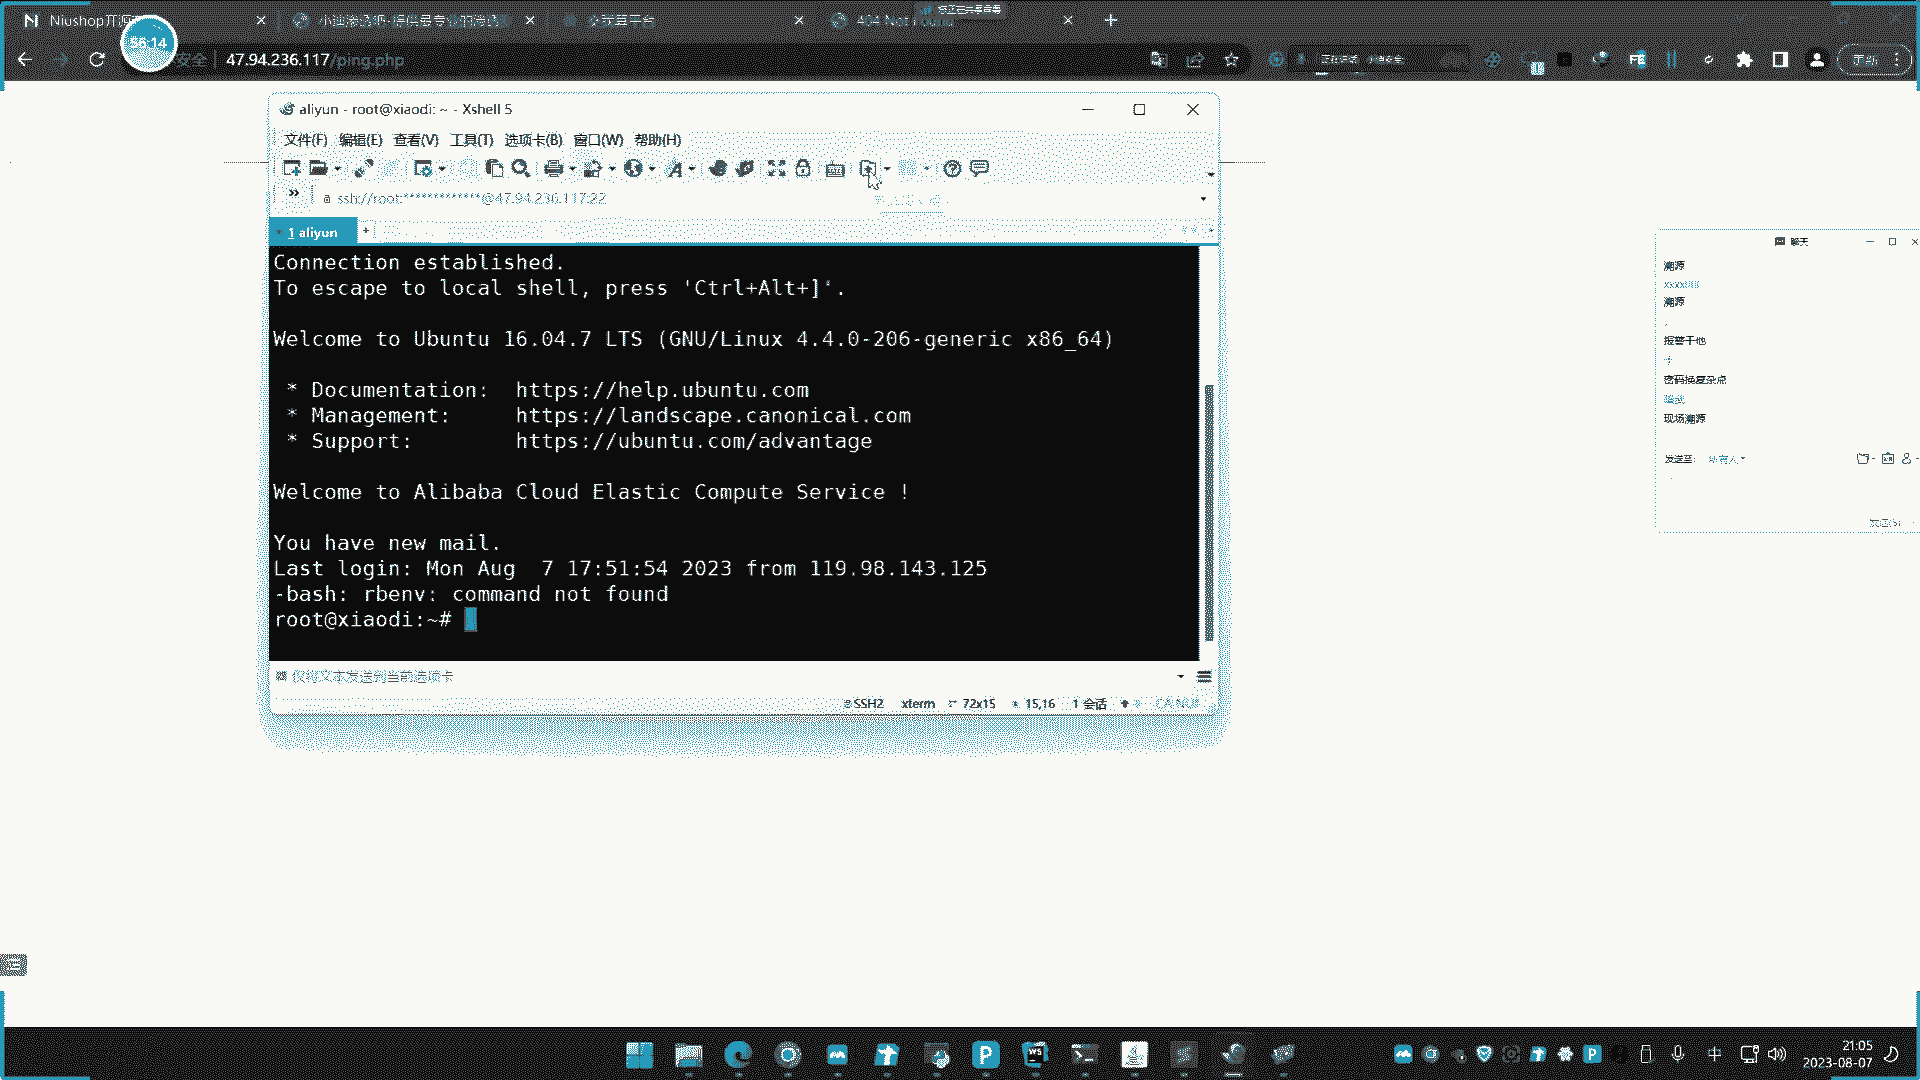 Niushop开源
404 Not Found
56:14
安全
47.94.236.117/ping.php
aliyun - root@xiaodi: ~ - Xshell 5
文件(F) 编辑(E) 查看(V) 工具(T) 选项卡(B) 窗口(W) 帮助(H)
ssh://root:*************@47.94.236.117:22
1 aliyun
Connection established.
To escape to local shell, press 'Ctrl+Alt+]'.
Welcome to Ubuntu 16.04.7 LTS (GNU/Linux 4.4.0-206-generic x86_64)
* Documentation: https://help.ubuntu.com
* Management: https://landscape.canonical.com
* Support: https://ubuntu.com/advantage
Welcome to Alibaba Cloud Elastic Compute Service !
You have new mail.
Last login: Mon Aug 7 17:51:54 2023 from 119.98.143.125
-bash: rbenv: command not found
root@xiaodi:~#
仅将文本发送到当前选项卡
SSH2 xterm 72x15 15,16 1 会话
聊天
溯源
溯源
报警干他
密码换复杂点
现场溯源
发送至: 所有人
发送(S)
中
21:05
2023-08-07